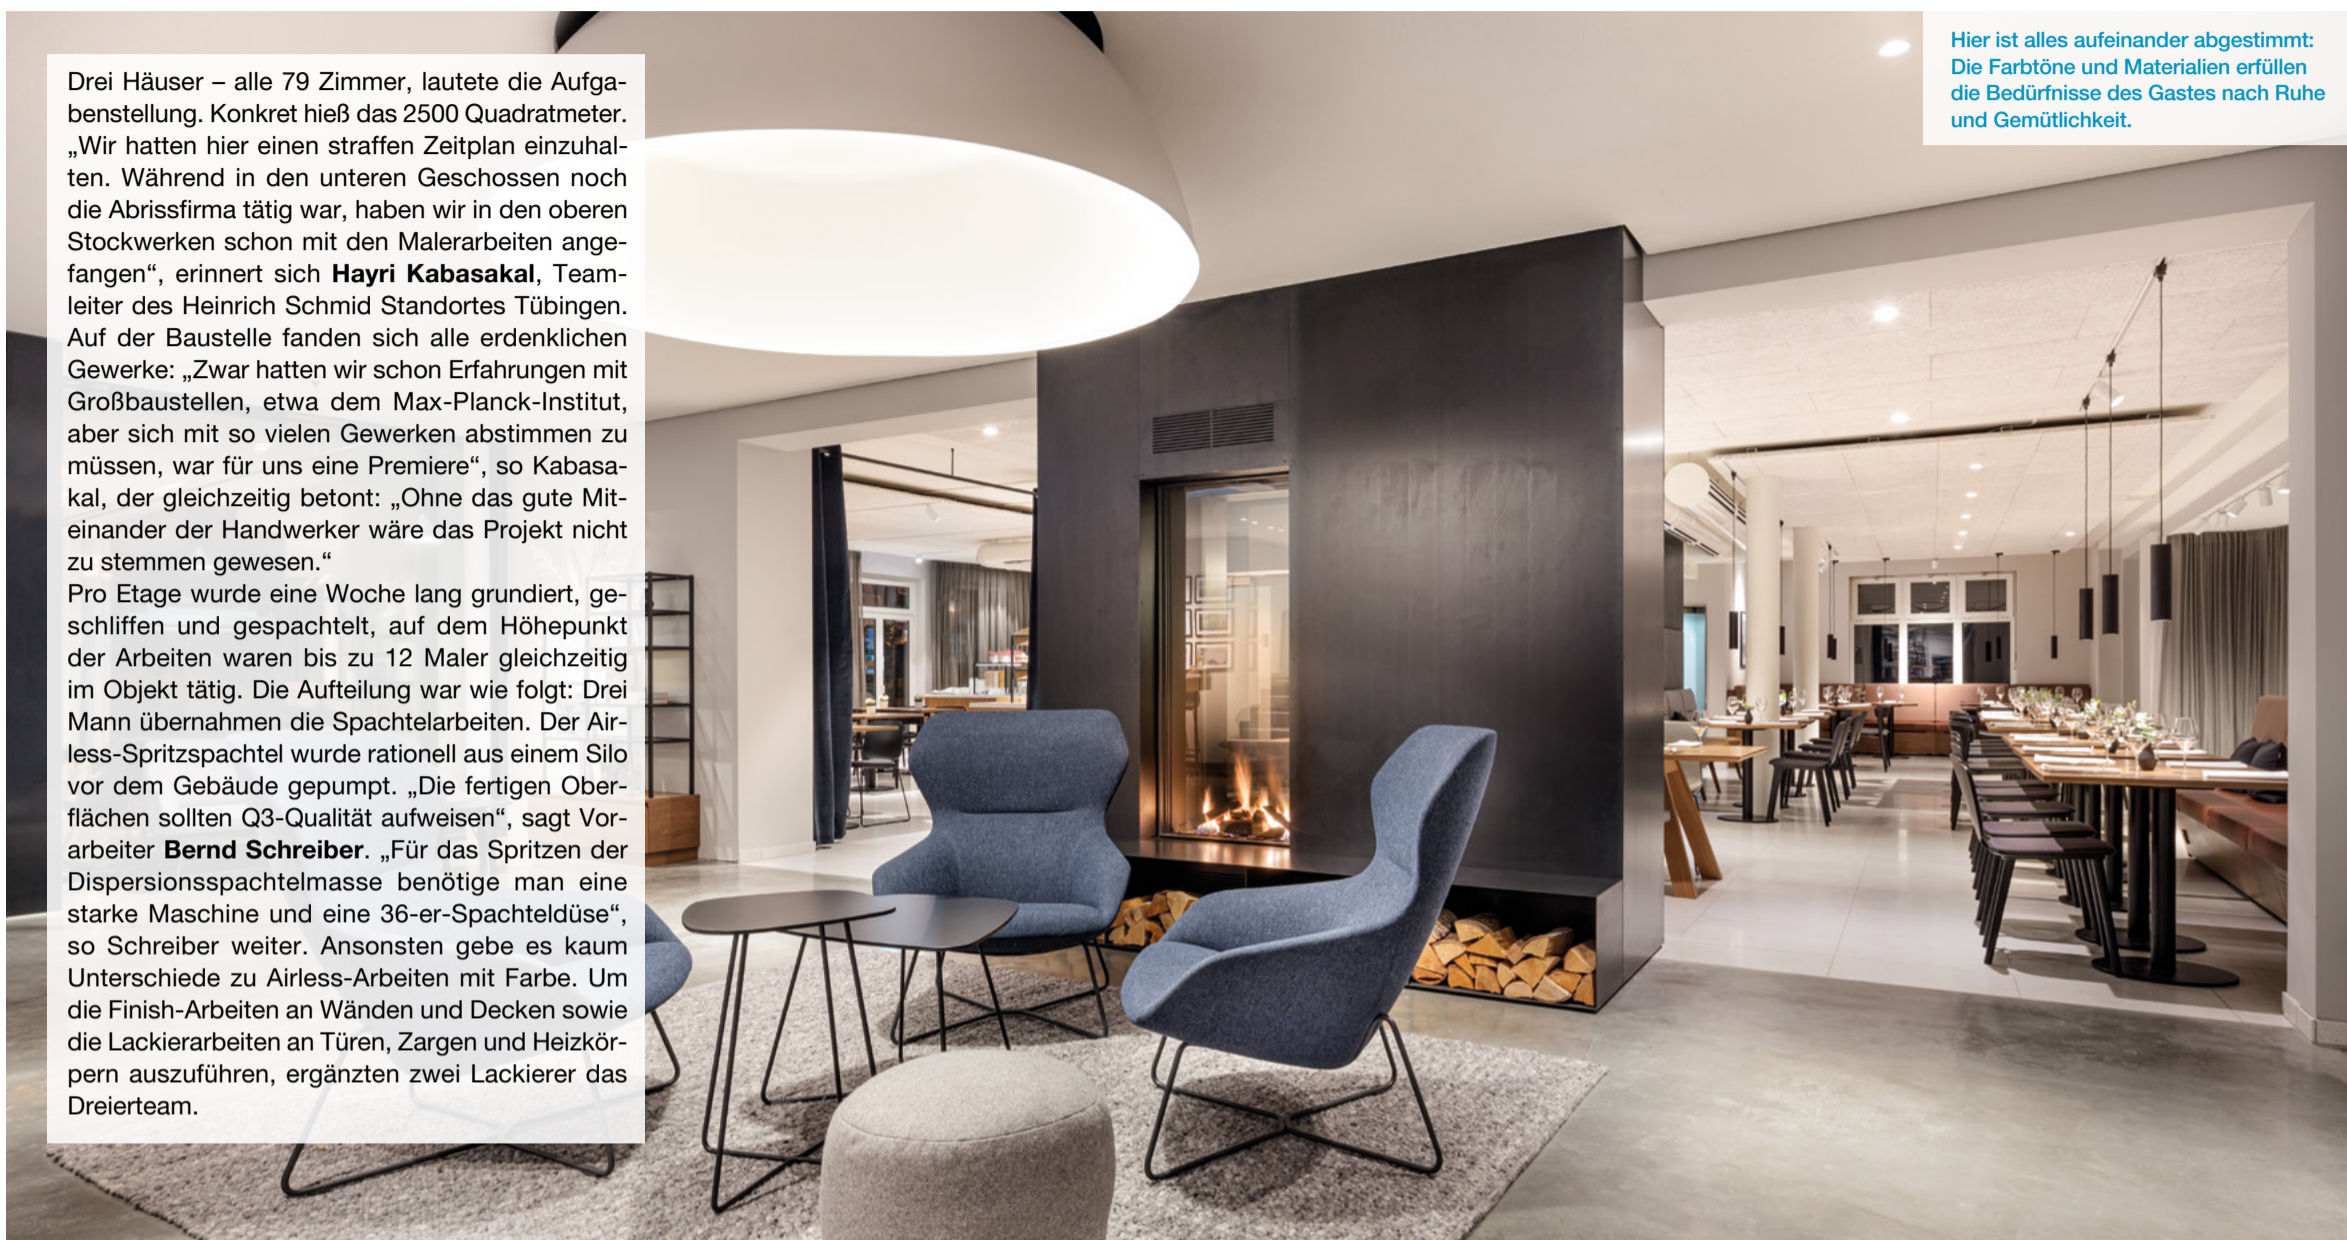 Drei Häuser – alle 79 Zimmer, lautete die Aufga-
benstellung. Konkret hieß das 2500 Quadratmeter.
„Wir hatten hier einen straffen Zeitplan einzuhal-
ten. Während in den unteren Geschossen noch
die Abrissfirma tätig war, haben wir in den oberen
Stockwerken schon mit den Malerarbeiten ange-
fangen“, erinnert sich Hayri Kabasakal, Team-
leiter des Heinrich Schmid Standortes Tübingen.
Auf der Baustelle fanden sich alle erdenklichen
Gewerke: „Zwar hatten wir schon Erfahrungen mit
Großbaustellen, etwa dem Max-Planck-Institut,
aber sich mit so vielen Gewerken abstimmen zu
müssen, war für uns eine Premiere“, so Kabasa-
kal, der gleichzeitig betont: „Ohne das gute Mit-
einander der Handwerker wäre das Projekt nicht
zu stemmen gewesen.“
Pro Etage wurde eine Woche lang grundiert, ge-
schliffen und gespachtelt, auf dem Höhepunkt
der Arbeiten waren bis zu 12 Maler gleichzeitig
im Objekt tätig. Die Aufteilung war wie folgt: Drei
Mann übernahmen die Spachtelarbeiten. Der Air-
less-Spritzspachtel wurde rationell aus einem Silo
vor dem Gebäude gepumpt. „Die fertigen Ober-
flächen sollten Q3-Qualität aufweisen“, sagt Vor-
arbeiter Bernd Schreiber. „Für das Spritzen der
Dispersionsspachtelmasse benötige man eine
starke Maschine und eine 36-er-Spachteldüse“,
so Schreiber weiter. Ansonsten gebe es kaum
Unterschiede zu Airless-Arbeiten mit Farbe. Um
die Finish-Arbeiten an Wänden und Decken sowie
die Lackierarbeiten an Türen, Zargen und Heizkör-
pern auszuführen, ergänzten zwei Lackierer das
Dreierteam.
Hier ist alles aufeinander abgestimmt:
Die Farbtöne und Materialien erfüllen
die Bedürfnisse des Gastes nach Ruhe
und Gemütlichkeit.